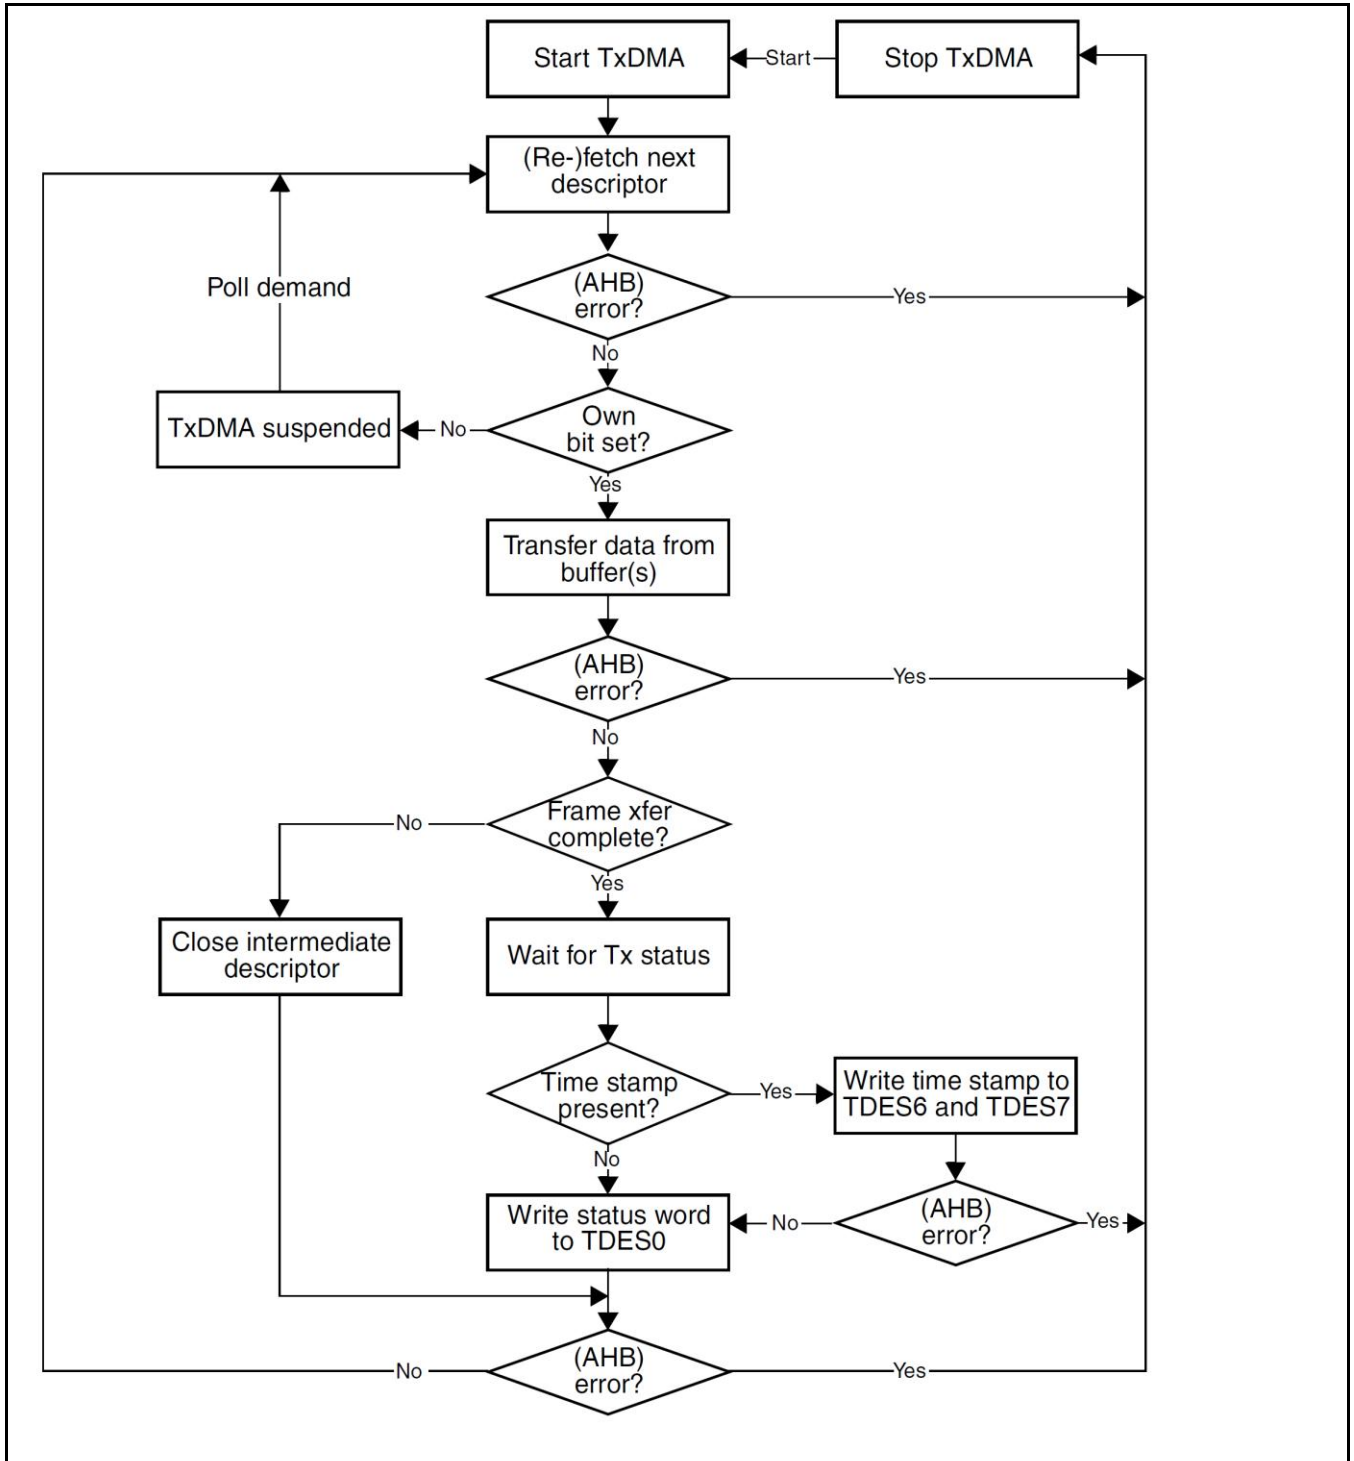 Start TxDMA
Start
Stop TxDMA
(Re-)fetch next
descriptor
Poll demand
(AHB)
error?
Yes
No
TxDMA suspended
No
Own
bit set?
Yes
Transfer data from
buffer(s)
(AHB)
error?
Yes
No
No
Frame xfer
complete?
Yes
Close intermediate
descriptor
Wait for Tx status
Time stamp
present?
Yes
Write time stamp to
TDES6 and TDES7
No
Write status word
to TDES0
No
(AHB)
error?
Yes
No
(AHB)
error?
Yes